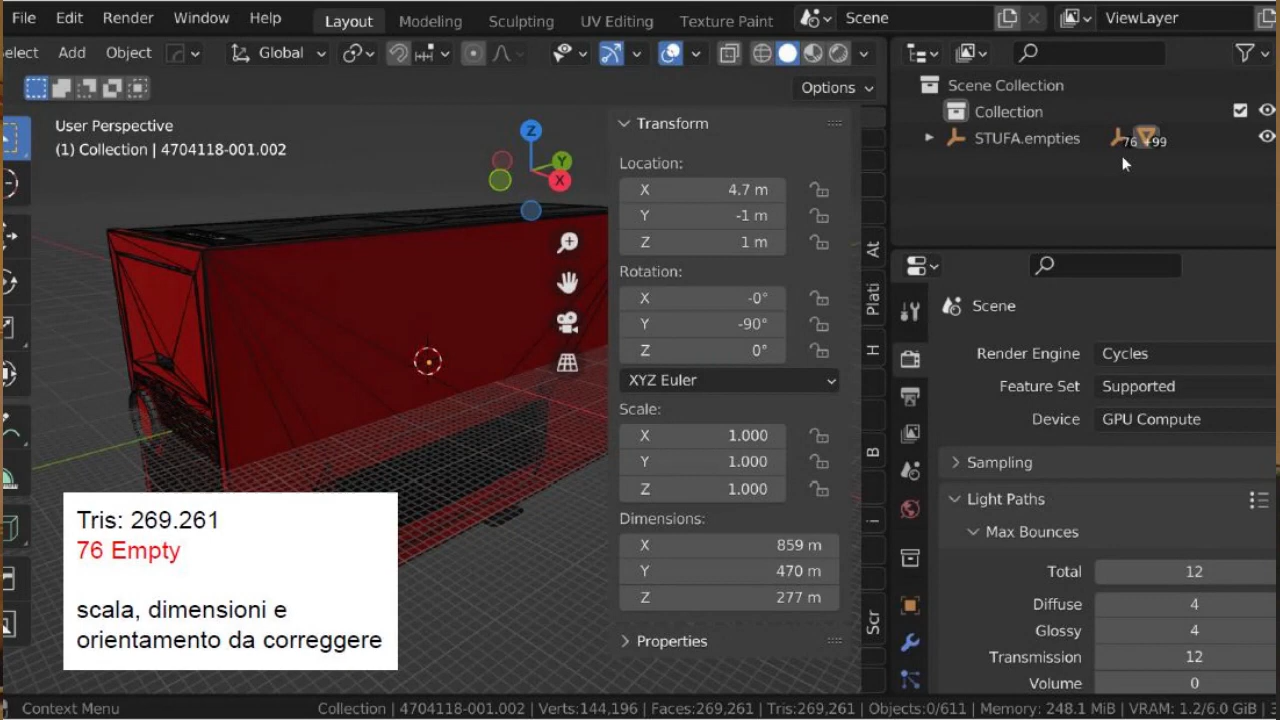 File Edit Render Window Help Layout Modeling Sculpting UV Editing Texture Paint Scene ViewLayer
elect Add Object Global
Options
User Perspective
(1) Collection | 4704118-001.002
Z
Y
X
Transform
Location:
X 4.7 m
Y -1 m
Z 1 m
Rotation:
X -0°
Y -90°
Z 0°
XYZ Euler
Scale:
X 1.000
Y 1.000
Z 1.000
Dimensions:
X 859 m
Y 470 m
Z 277 m
Properties
At
Plati
H
B
i
Scr
Scene Collection
Collection
STUFA.empties 76 +99
Scene
Render Engine Cycles
Feature Set Supported
Device GPU Compute
Sampling
Light Paths
Max Bounces
Total 12
Diffuse 4
Glossy 4
Transmission 12
Volume 0
Tris: 269.261
76 Empty
scala, dimensioni e
orientamento da correggere
Context Menu Collection | 4704118-001.002 | Verts:144,196 | Faces:269,261 | Tris:269,261 | Objects:0/611 | Memory: 248.1 MiB | VRAM: 1.2/6.0 GiB |